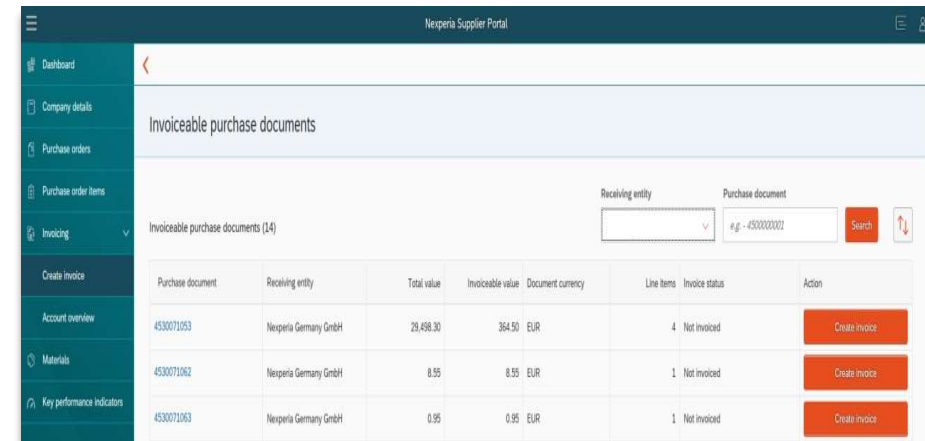 Nexperia Supplier Portal
Dashboard
Company details
Purchase orders
Purchase order items
Invoicing
Create invoice
Account overview
Materials
Key performance indicators
Invoiceable purchase documents
Receiving entity Purchase document
Invoiceable purchase documents (14) e.g. - 4500000001 Search
Purchase document Receiving entity Total value Invoiceable value Document currency Line items Invoice status Action
4530071053 Nexperia Germany GmbH 29,498.30 364.50 EUR 4 Not invoiced Create invoice
4530071062 Nexperia Germany GmbH 8.55 8.55 EUR 1 Not invoiced Create invoice
4530071063 Nexperia Germany GmbH 0.95 0.95 EUR 1 Not invoiced Create invoice